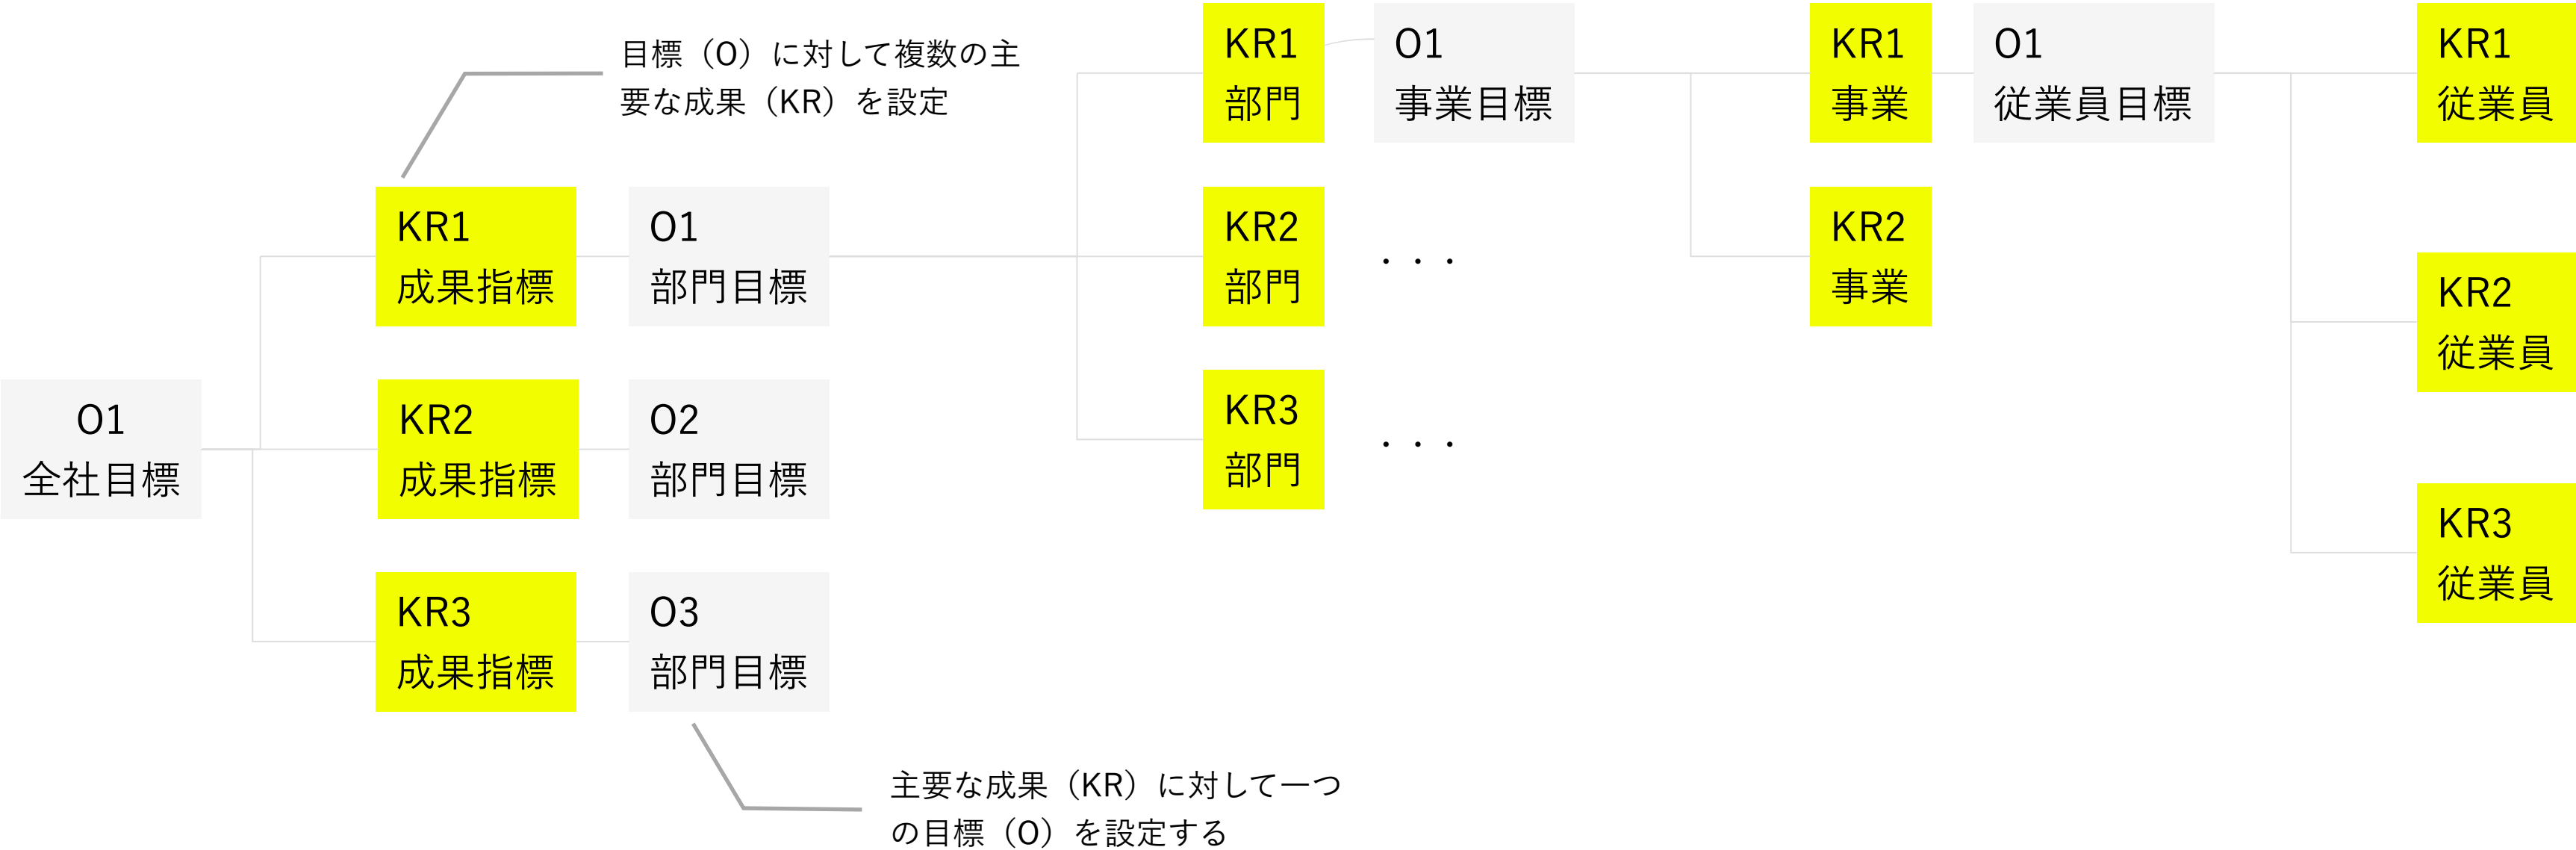 目標（O）に対して複数の主
要な成果（KR）を設定
O1
全社目標
KR1
成果指標
KR2
成果指標
KR3
成果指標
O1
部門目標
O2
部門目標
O3
部門目標
主要な成果（KR）に対して一つ
の目標（O）を設定する
KR1
部門
KR2
部門
KR3
部門
O1
事業目標
・・・
・・・
KR1
事業
KR2
事業
O1
従業員目標
KR1
従業員
KR2
従業員
KR3
従業員